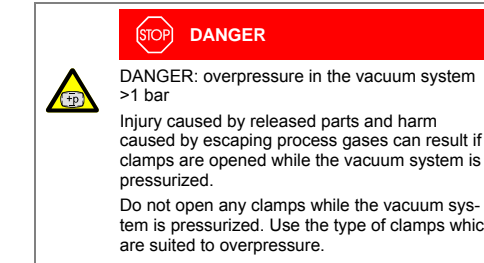 STOP DANGER
DANGER: overpressure in the vacuum system
>1 bar
+p
Injury caused by released parts and harm
caused by escaping process gases can result if
clamps are opened while the vacuum system is
pressurized.
Do not open any clamps while the vacuum sys-
tem is pressurized. Use the type of clamps whic
are suited to overpressure.